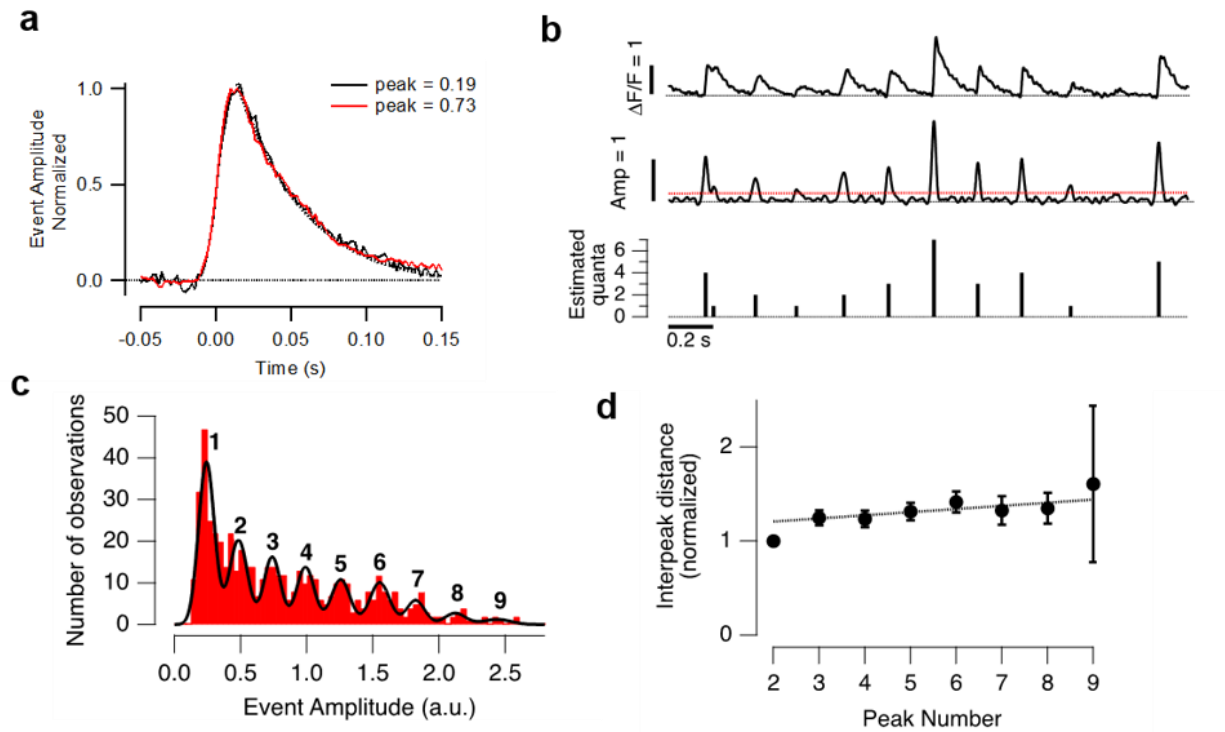 a
Event Amplitude
Normalized
1.0
0.5
0.0
peak = 0.19
peak = 0.73
-0.05
0.00
0.05
0.10
0.15
Time (s)
b
ΔF/F = 1
Amp = 1
Estimated
quanta
6
4
2
0
0.2 s
c
Number of observations
50
40
30
20
10
0
1
2
3
4
5
6
7
8
9
0.0
0.5
1.0
1.5
2.0
2.5
Event Amplitude (a.u.)
d
Interpeak distance
(normalized)
2
1
0
2
3
4
5
6
7
8
9
Peak Number